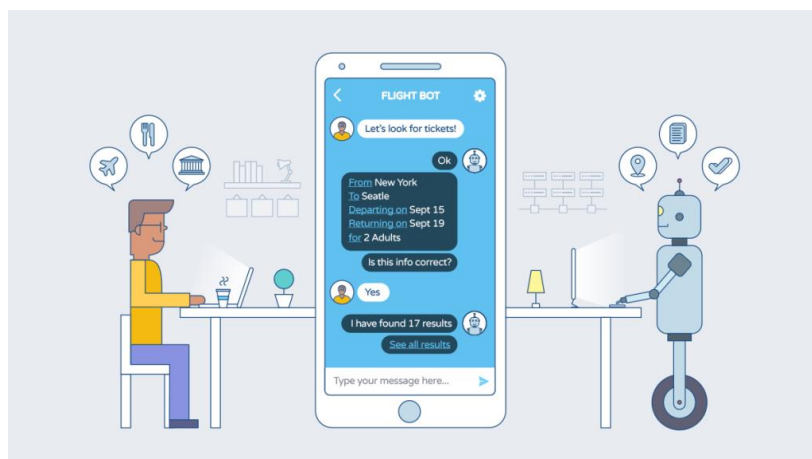 FLIGHT BOT
Let's look for tickets!
Ok
From New York
To Seatle
Departing on Sept 15
Returning on Sept 19
for 2 Adults
Is this info correct?
Yes
I have found 17 results
See all results
Type your message here...